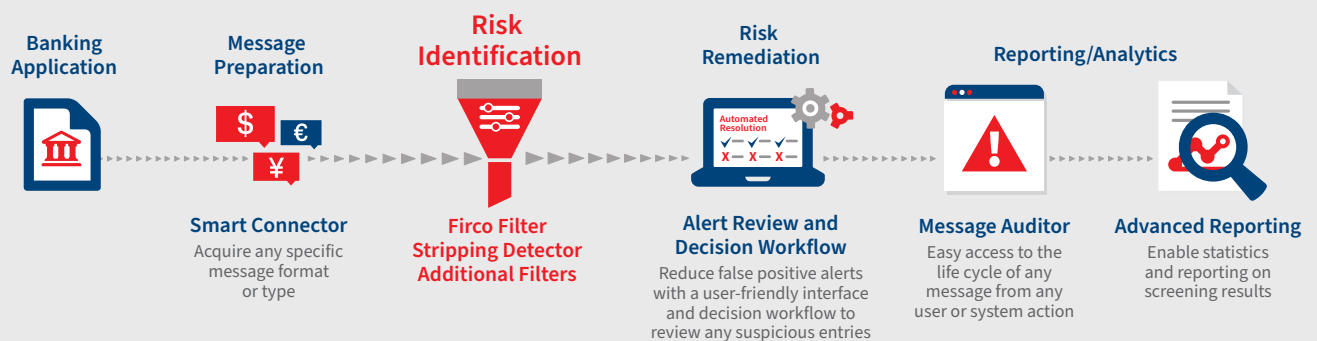 Banking
Application
Message
Preparation
$
€
¥
Smart Connector
Acquire any specific
message format
or type
Risk
Identification
Firco Filter
Stripping Detector
Additional Filters
Risk
Remediation
Automated
Resolution
Alert Review and
Decision Workflow
Reduce false positive alerts
with a user-friendly interface
and decision workflow to
review any suspicious entries
Reporting/Analytics
!
Message Auditor
Easy access to the
life cycle of any
message from any
user or system action
Advanced Reporting
Enable statistics
and reporting on
screening results